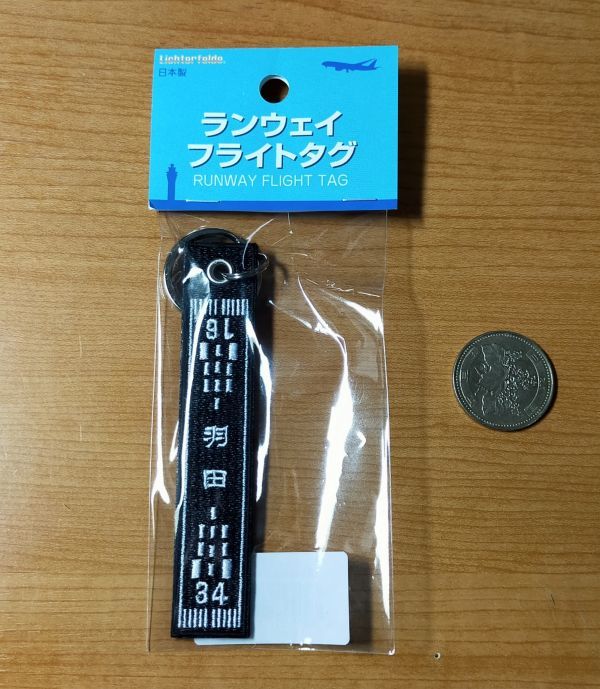 Lichterfelde.
日本製
ランウェイ
フライトタグ
RUNWAY FLIGHT TAG
16
羽
田
34